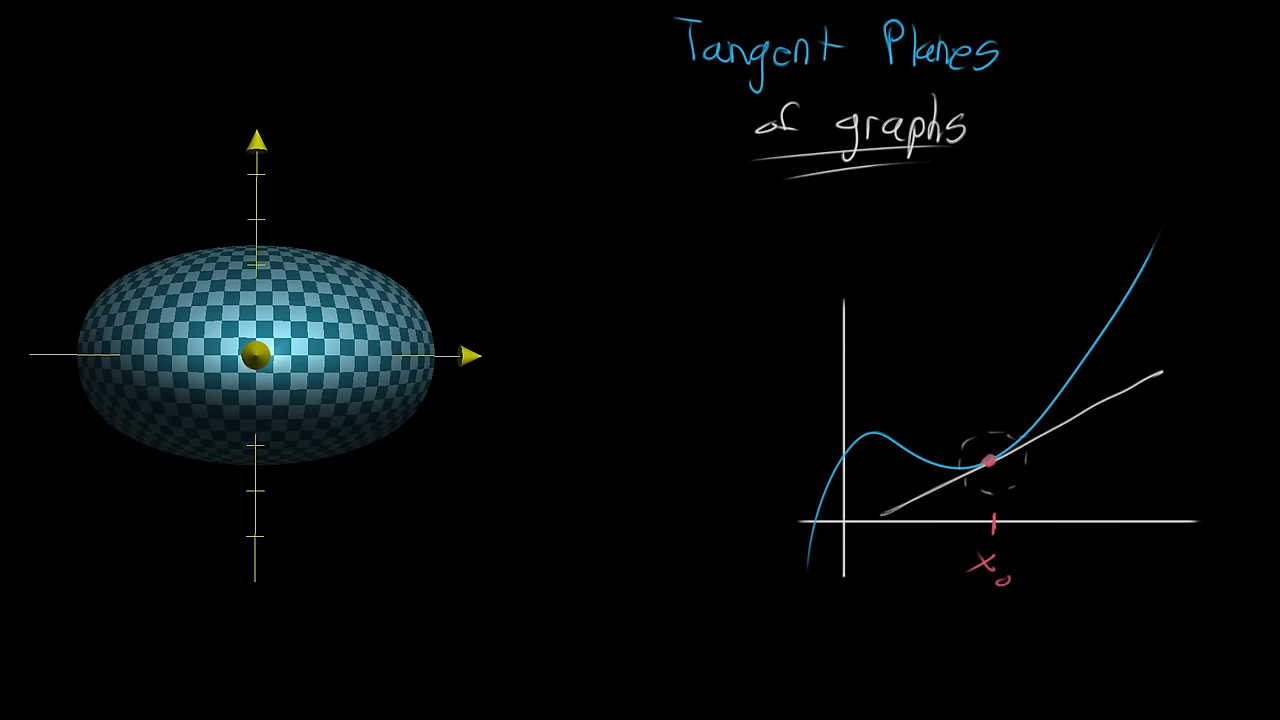 Tangent Planes
of graphs
x₀